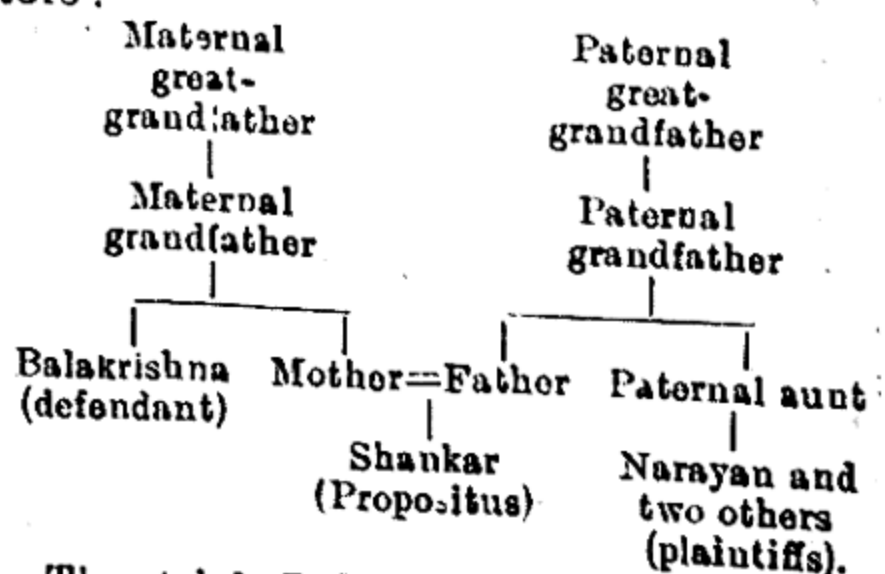 Maternal
great-
grandfather
Paternal
great-
grandfather
Maternal
grandfather
Paternal
grandfather
Balakrishna
(defendant)
Mother=Father
Paternal aunt
Shankar
(Propositus)
Narayan and
two others
(plaintiffs).